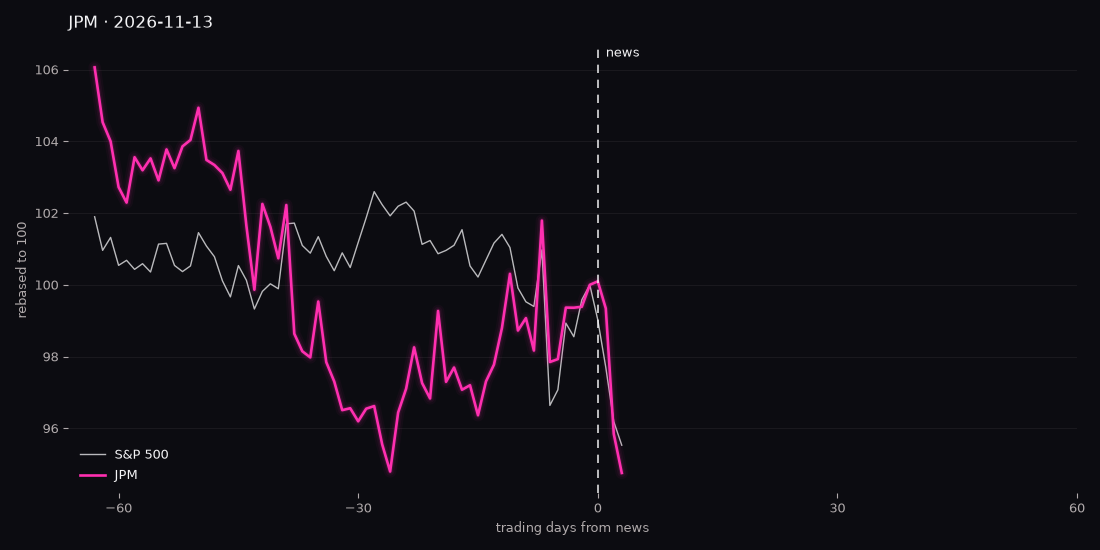 JPM · 2026-11-13
news
106
104
102
100
98
96
rebased to 100
S&P 500
JPM
−60
−30
0
30
60
trading days from news